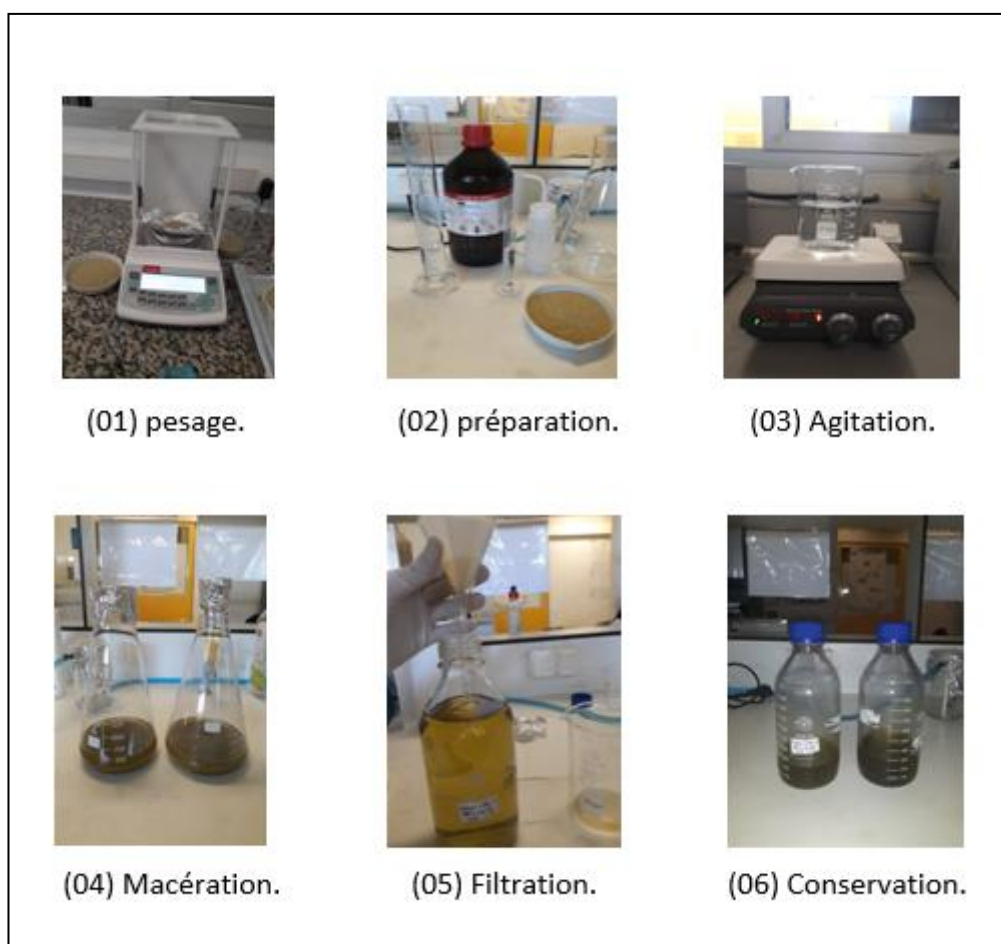 (01) pesage.
(02) préparation.
(03) Agitation.
(04) Macération.
(05) Filtration.
(06) Conservation.